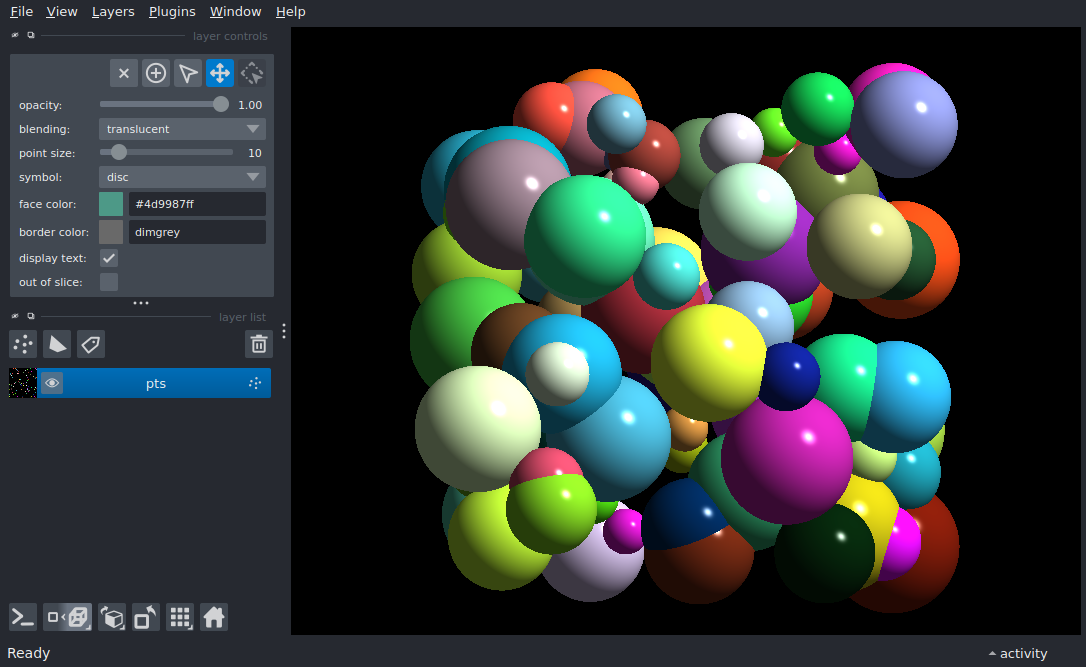 File View Layers Plugins Window Help
layer controls
opacity: 1.00
blending: translucent
point size: 10
symbol: disc
face color: #4d9987ff
border color: dimgrey
display text:
out of slice:
layer list
pts
Ready
activity